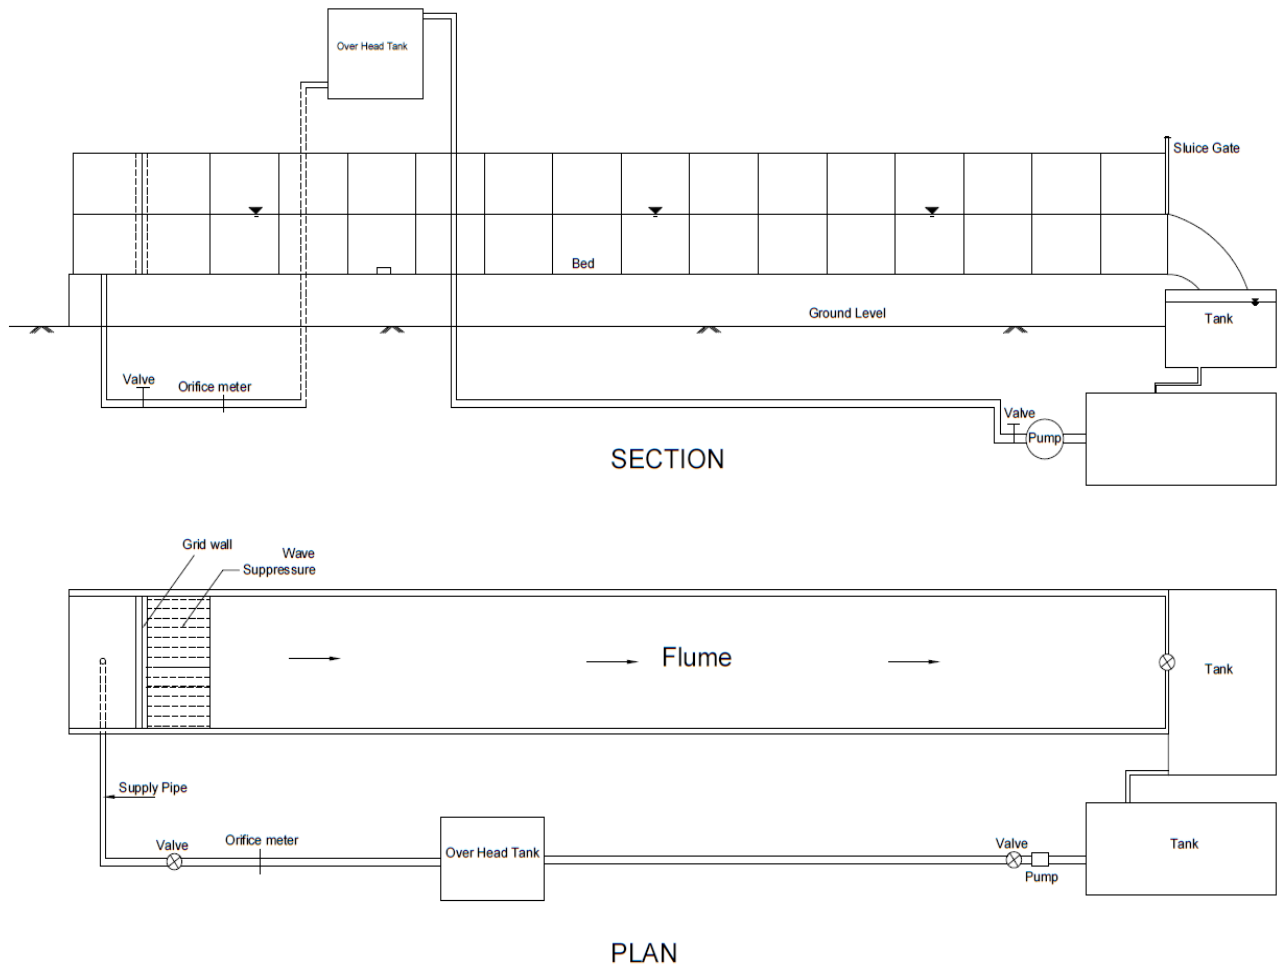 Over Head Tank
Sluice Gate
Bed
Ground Level
Tank
Valve
Orifice meter
Valve
Pump
SECTION
Grid wall
Wave
Suppressure
Flume
Tank
Supply Pipe
Valve
Orifice meter
Over Head Tank
Valve
Pump
Tank
PLAN